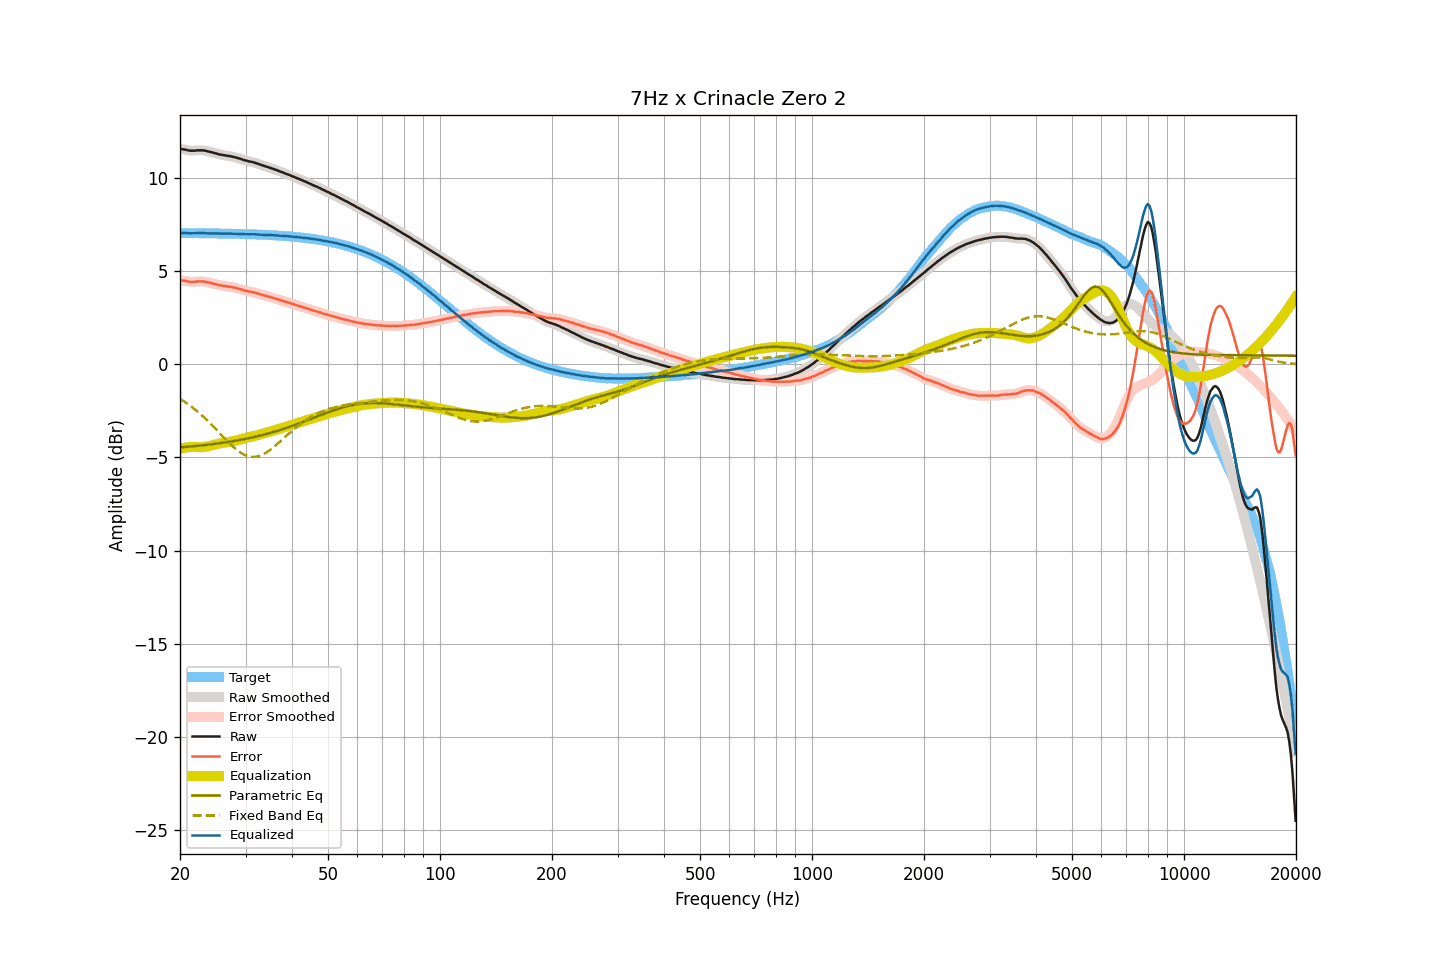 7Hz x Crinacle Zero 2
10
5
0
−5
−10
−15
−20
−25
Amplitude (dBr)
Target
Raw Smoothed
Error Smoothed
Raw
Error
Equalization
Parametric Eq
Fixed Band Eq
Equalized
20 50 100 200 500 1000 2000 5000 10000 20000
Frequency (Hz)